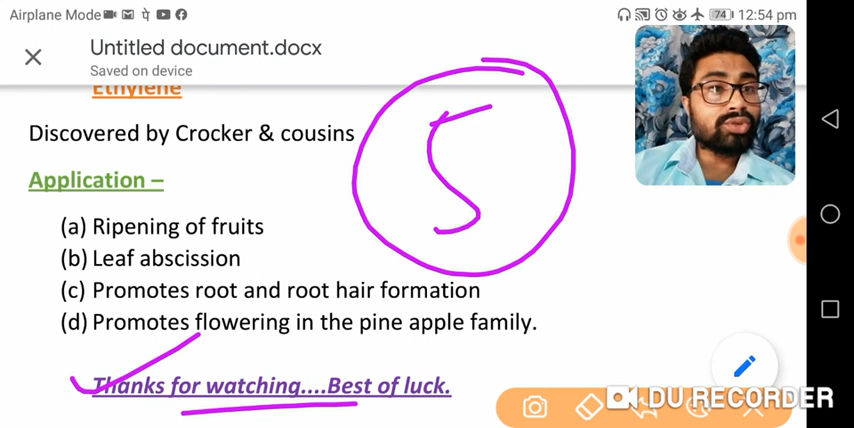 Airplane Mode
74 12:54 pm
Untitled document.docx
Saved on device
Ethylene
Discovered by Crocker & cousins
5
Application –
(a) Ripening of fruits
(b) Leaf abscission
(c) Promotes root and root hair formation
(d) Promotes flowering in the pine apple family.
Thanks for watching....Best of luck.
DU RECORDER